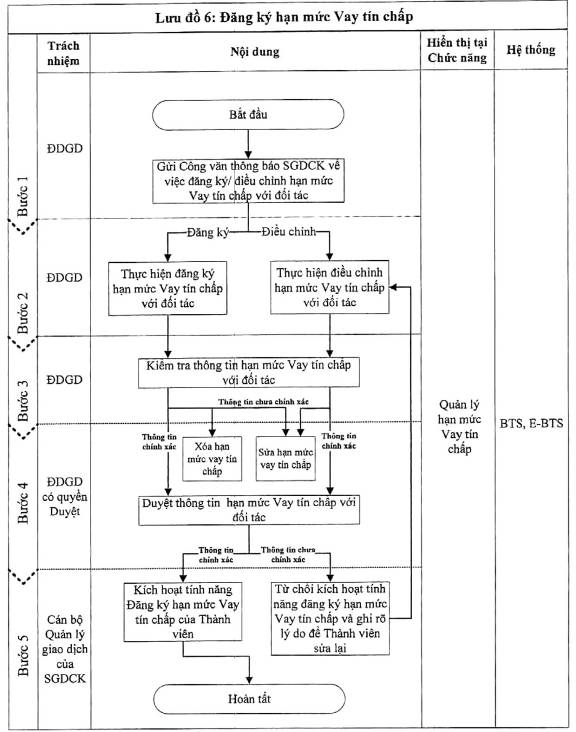 Lưu đồ 6: Đăng ký hạn mức Vay tín chấp
Trách
nhiệm
Nội dung
Hiển thị tại
Chức năng
Hệ thống
Bước 1
ĐDGD
Bắt đầu
Gửi Công văn thông báo SGDCK về
việc đăng ký/ điều chỉnh hạn mức
Vay tín chấp với đối tác
Đăng ký
Điều chỉnh
Bước 2
ĐDGD
Thực hiện đăng ký
hạn mức Vay tín chấp
với đối tác
Thực hiện điều chỉnh
hạn mức Vay tín chấp
với đối tác
Bước 3
ĐDGD
Kiểm tra thông tin hạn mức Vay tín chấp
với đối tác
Thông tin chưa chính xác
Quản lý
hạn mức
Vay tín
chấp
BTS, E-BTS
Bước 4
ĐDGD
có quyền
Duyệt
Thông tin
chính xác
Xóa hạn
mức vay tín
chấp
Sửa hạn mức
vay tín chấp
Thông tin
chính xác
Duyệt thông tin hạn mức Vay tín chấp với
đối tác
Thông tin
chính xác
Thông tin chưa
chính xác
Bước 5
Cán bộ
Quản lý
giao dịch
của
SGDCK
Kích hoạt tính năng
Đăng ký hạn mức Vay
tín chấp của Thành
viên
Từ chối kích hoạt tính
năng đăng ký hạn mức
Vay tín chấp và ghi rõ
lý do để Thành viên
sửa lại
Hoàn tất